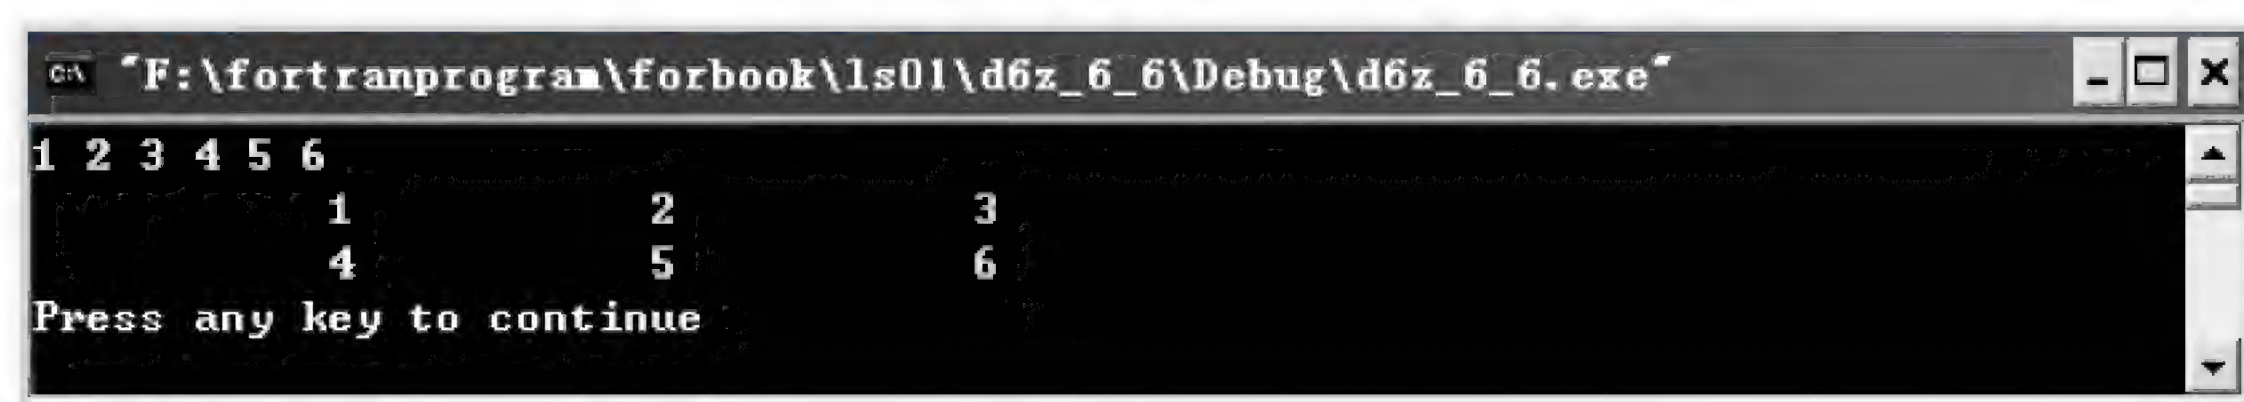 "F:\fortranprogram\forbook\ls01\d6z_6_6\Debug\d6z_6_6.exe"
1 2 3 4 5 6
1 2 3
4 5 6
Press any key to continue